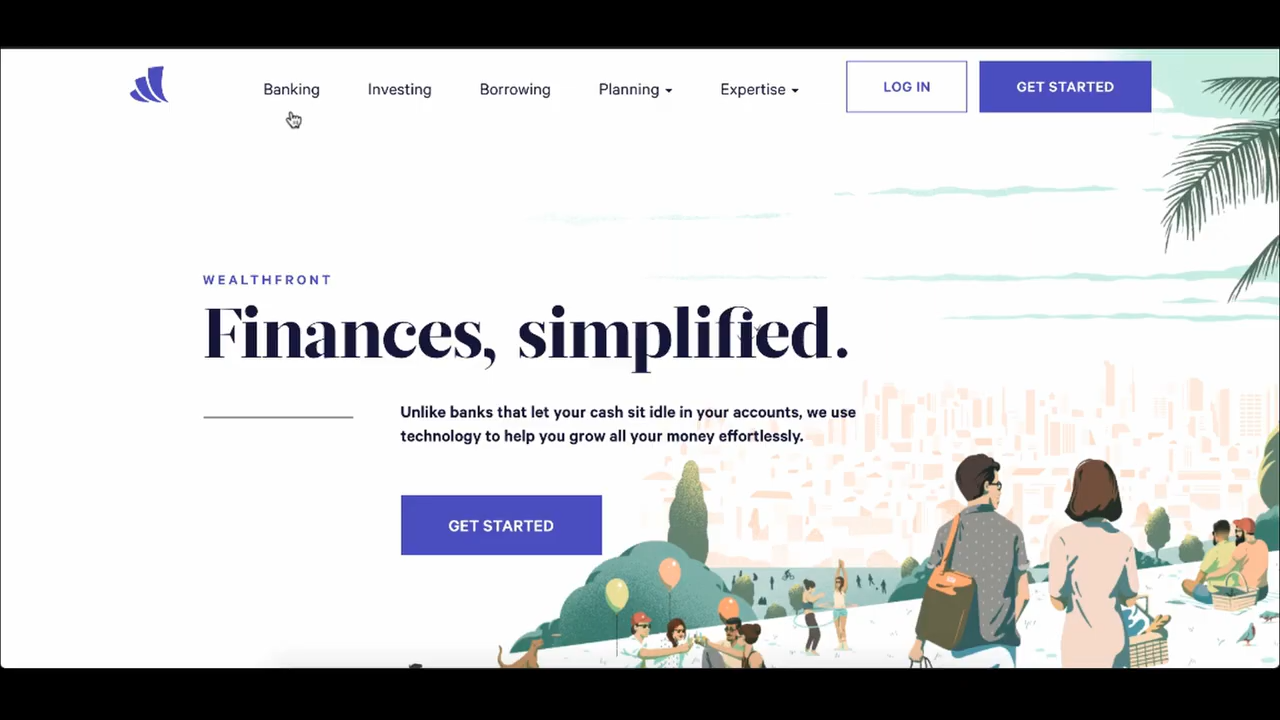 Banking Investing Borrowing Planning Expertise LOG IN GET STARTED
WEALTHFRONT
Finances, simplified.
Unlike banks that let your cash sit idle in your accounts, we use
technology to help you grow all your money effortlessly.
GET STARTED